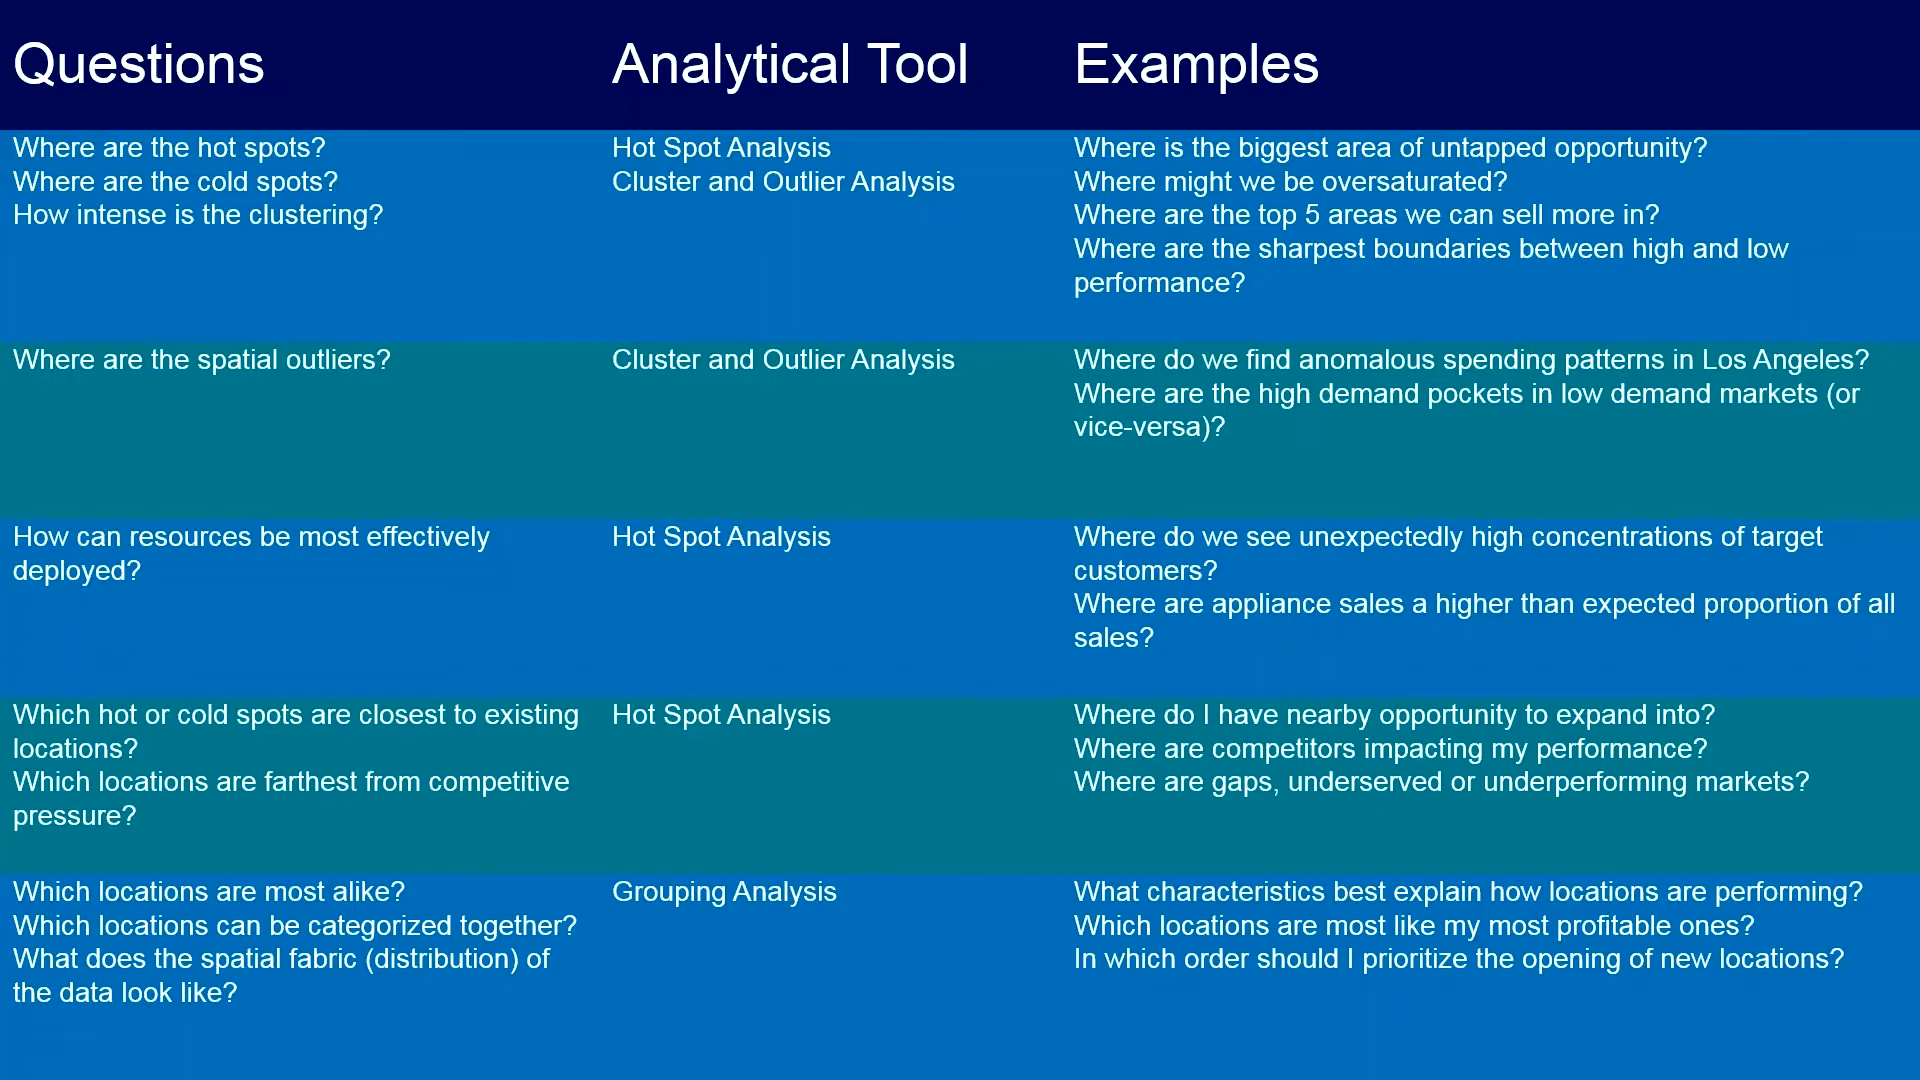 Questions
Analytical Tool
Examples
Where are the hot spots?
Where are the cold spots?
How intense is the clustering?
Hot Spot Analysis
Cluster and Outlier Analysis
Where is the biggest area of untapped opportunity?
Where might we be oversaturated?
Where are the top 5 areas we can sell more in?
Where are the sharpest boundaries between high and low
performance?
Where are the spatial outliers?
Cluster and Outlier Analysis
Where do we find anomalous spending patterns in Los Angeles?
Where are the high demand pockets in low demand markets (or
vice-versa)?
How can resources be most effectively
deployed?
Hot Spot Analysis
Where do we see unexpectedly high concentrations of target
customers?
Where are appliance sales a higher than expected proportion of all
sales?
Which hot or cold spots are closest to existing
locations?
Which locations are farthest from competitive
pressure?
Hot Spot Analysis
Where do I have nearby opportunity to expand into?
Where are competitors impacting my performance?
Where are gaps, underserved or underperforming markets?
Which locations are most alike?
Which locations can be categorized together?
What does the spatial fabric (distribution) of
the data look like?
Grouping Analysis
What characteristics best explain how locations are performing?
Which locations are most like my most profitable ones?
In which order should I prioritize the opening of new locations?